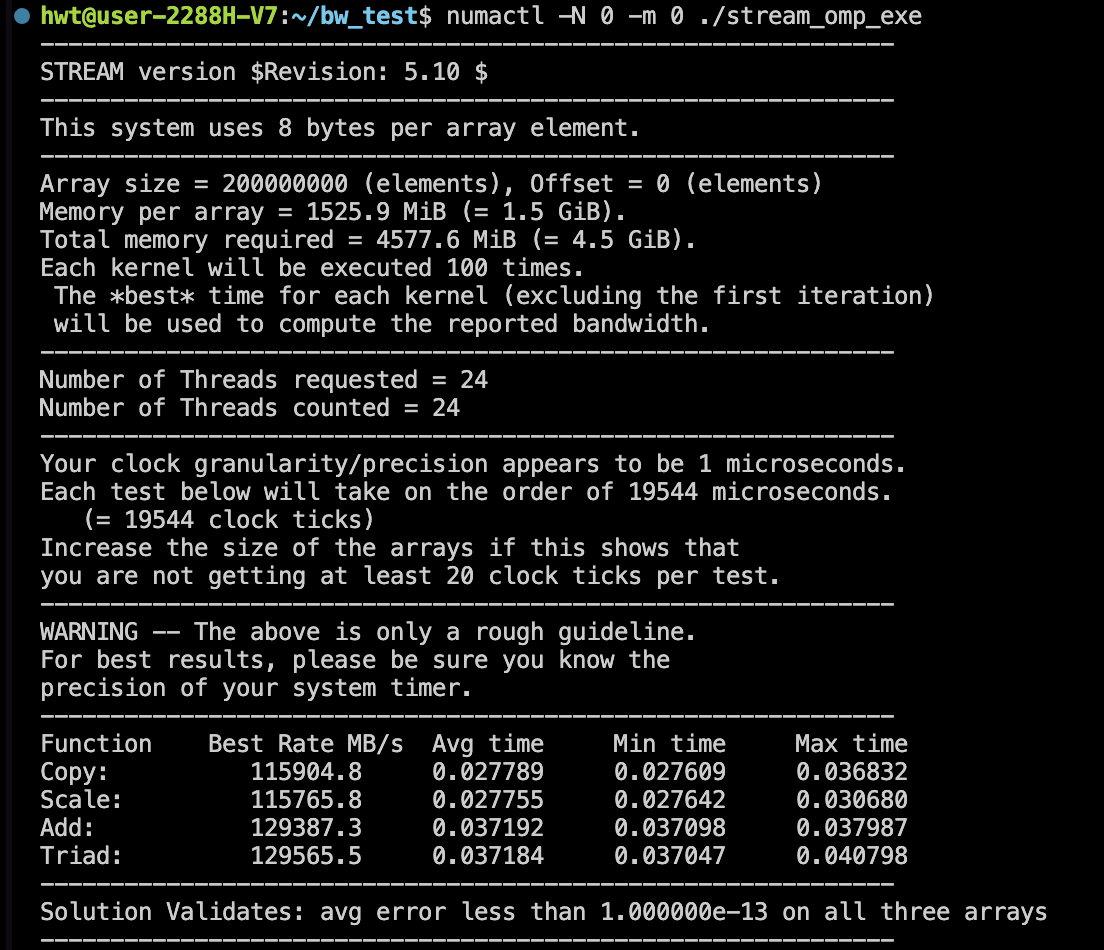 hwt@user-2288H-V7:~/bw_test$ numactl -N 0 -m 0 ./stream_omp_exe
-------------------------------------------------------------
STREAM version $Revision: 5.10 $
-------------------------------------------------------------
This system uses 8 bytes per array element.
-------------------------------------------------------------
Array size = 200000000 (elements), Offset = 0 (elements)
Memory per array = 1525.9 MiB (= 1.5 GiB).
Total memory required = 4577.6 MiB (= 4.5 GiB).
Each kernel will be executed 100 times.
 The *best* time for each kernel (excluding the first iteration)
 will be used to compute the reported bandwidth.
-------------------------------------------------------------
Number of Threads requested = 24
Number of Threads counted = 24
-------------------------------------------------------------
Your clock granularity/precision appears to be 1 microseconds.
Each test below will take on the order of 19544 microseconds.
   (= 19544 clock ticks)
Increase the size of the arrays if this shows that
you are not getting at least 20 clock ticks per test.
-------------------------------------------------------------
WARNING -- The above is only a rough guideline.
For best results, please be sure you know the
precision of your system timer.
-------------------------------------------------------------
Function    Best Rate MB/s  Avg time     Min time     Max time
Copy:          115904.8     0.027789     0.027609     0.036832
Scale:         115765.8     0.027755     0.027642     0.030680
Add:           129387.3     0.037192     0.037098     0.037987
Triad:         129565.5     0.037184     0.037047     0.040798
-------------------------------------------------------------
Solution Validates: avg error less than 1.000000e-13 on all three arrays
-------------------------------------------------------------